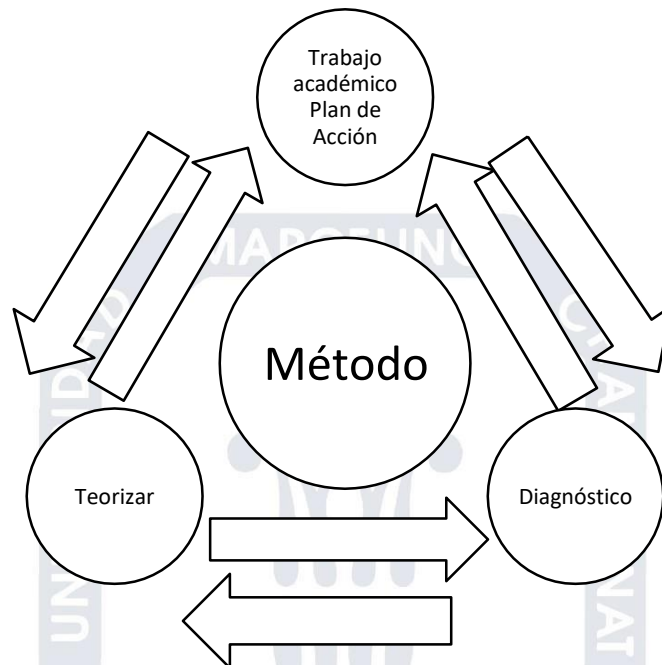 Trabajo
académico
Plan de
Acción
Método
Teorizar
Diagnóstico